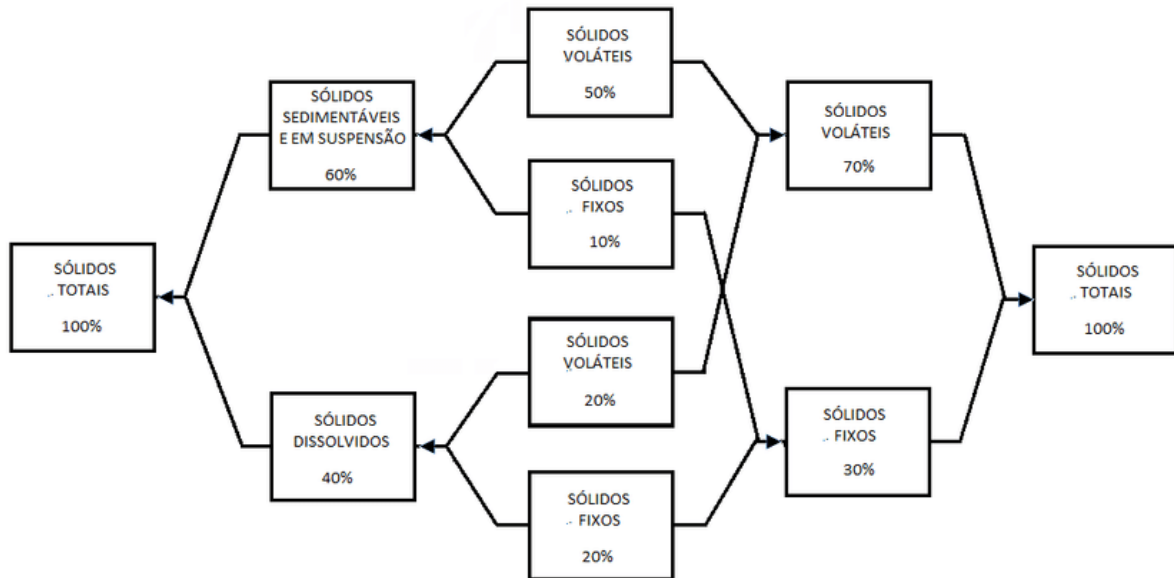 SÓLIDOS
TOTAIS
100%
SÓLIDOS
SEDIMENTÁVEIS
E EM SUSPENSÃO
60%
SÓLIDOS
DISSOLVIDOS
40%
SÓLIDOS
VOLÁTEIS
50%
SÓLIDOS
FIXOS
10%
SÓLIDOS
VOLÁTEIS
20%
SÓLIDOS
FIXOS
20%
SÓLIDOS
VOLÁTEIS
70%
SÓLIDOS
FIXOS
30%
SÓLIDOS
TOTAIS
100%